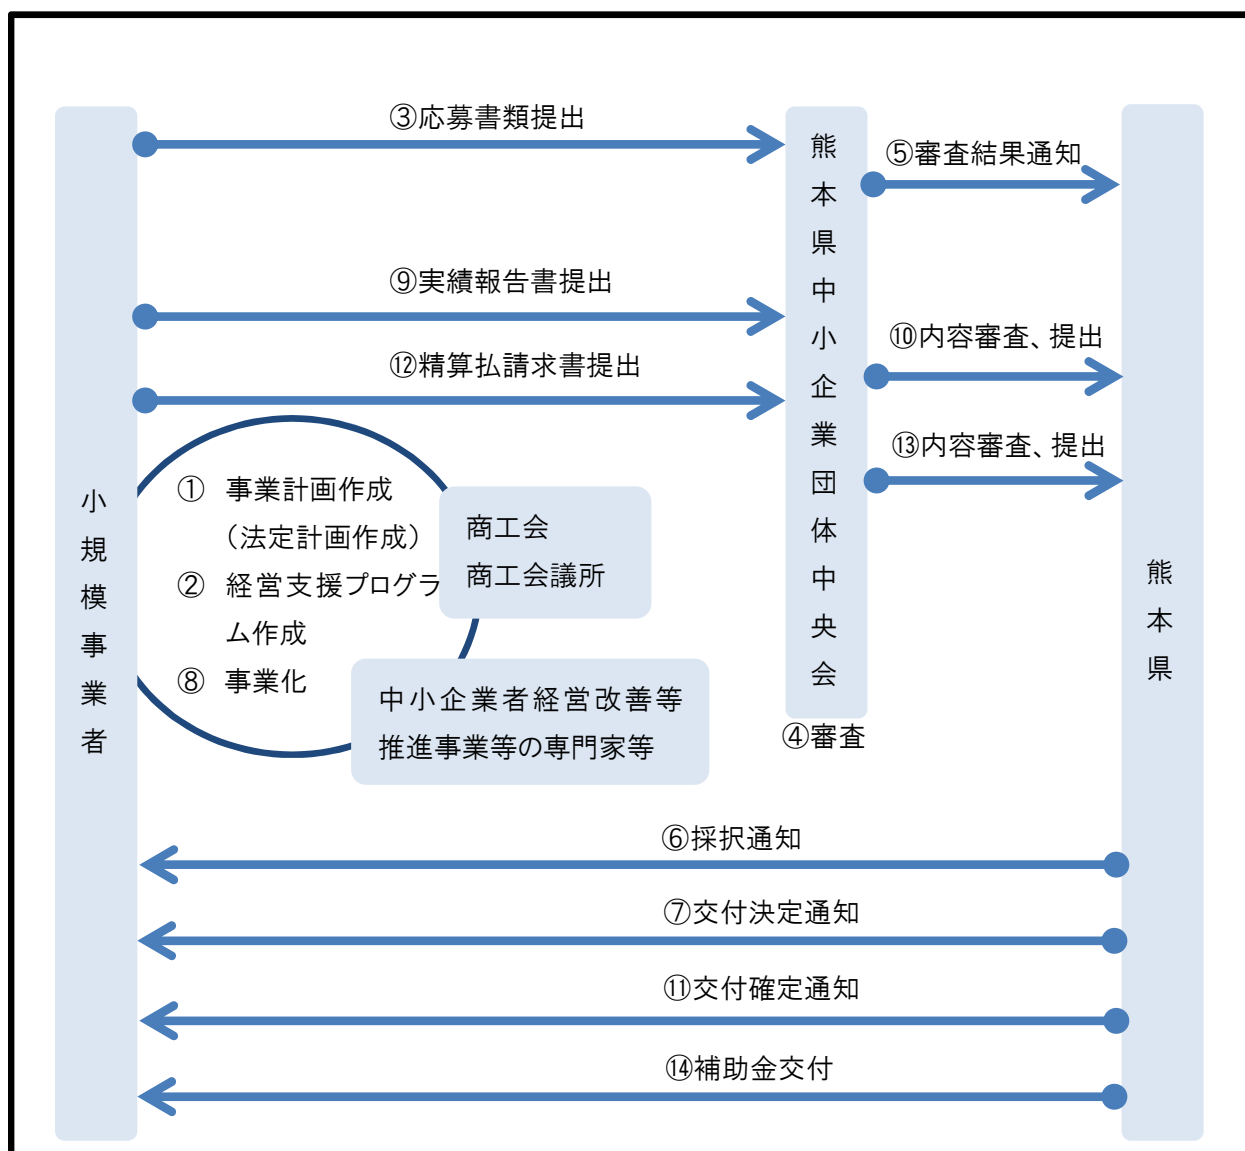 ③応募書類提出
⑤審査結果通知
⑨実績報告書提出
⑩内容審査、提出
⑫精算払請求書提出
⑬内容審査、提出
小規模事業者
① 事業計画作成
（法定計画作成）
② 経営支援プログラ
ム作成
⑧ 事業化
商工会
商工会議所
中小企業者経営改善等
推進事業等の専門家等
熊本県中小企業団体中央会
④審査
熊本県
⑥採択通知
⑦交付決定通知
⑪交付確定通知
⑭補助金交付